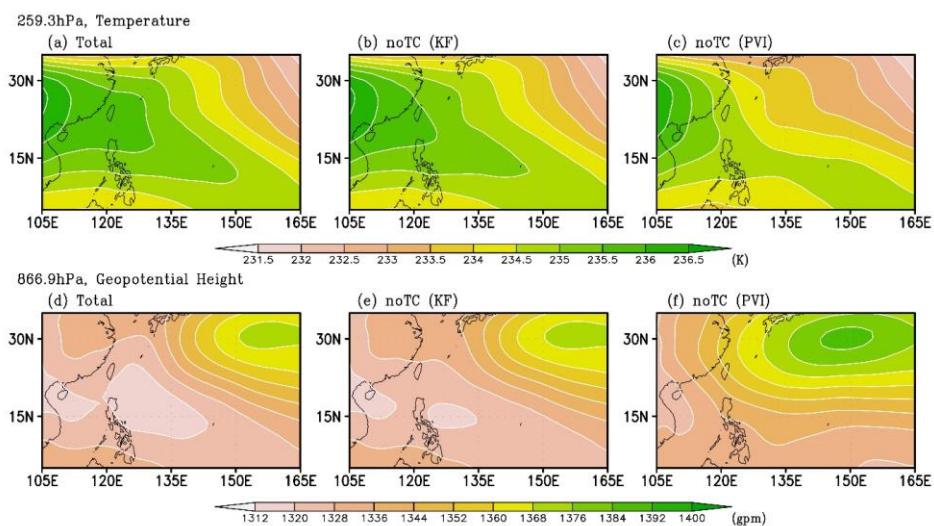 259.3hPa, Temperature
(a) Total
(b) noTC (KF)
(c) noTC (PVI)
30N
30N
30N
15N
15N
15N
105E 120E 135E 150E 165E
105E 120E 135E 150E 165E
105E 120E 135E 150E 165E
231.5 232 232.5 233 233.5 234 234.5 235 235.5 236 236.5 (K)
866.9hPa, Geopotential Height
(d) Total
(e) noTC (KF)
(f) noTC (PVI)
30N
30N
30N
15N
15N
15N
105E 120E 135E 150E 165E
105E 120E 135E 150E 165E
105E 120E 135E 150E 165E
1312 1320 1328 1336 1344 1352 1360 1368 1376 1384 1392 1400 (gpm)